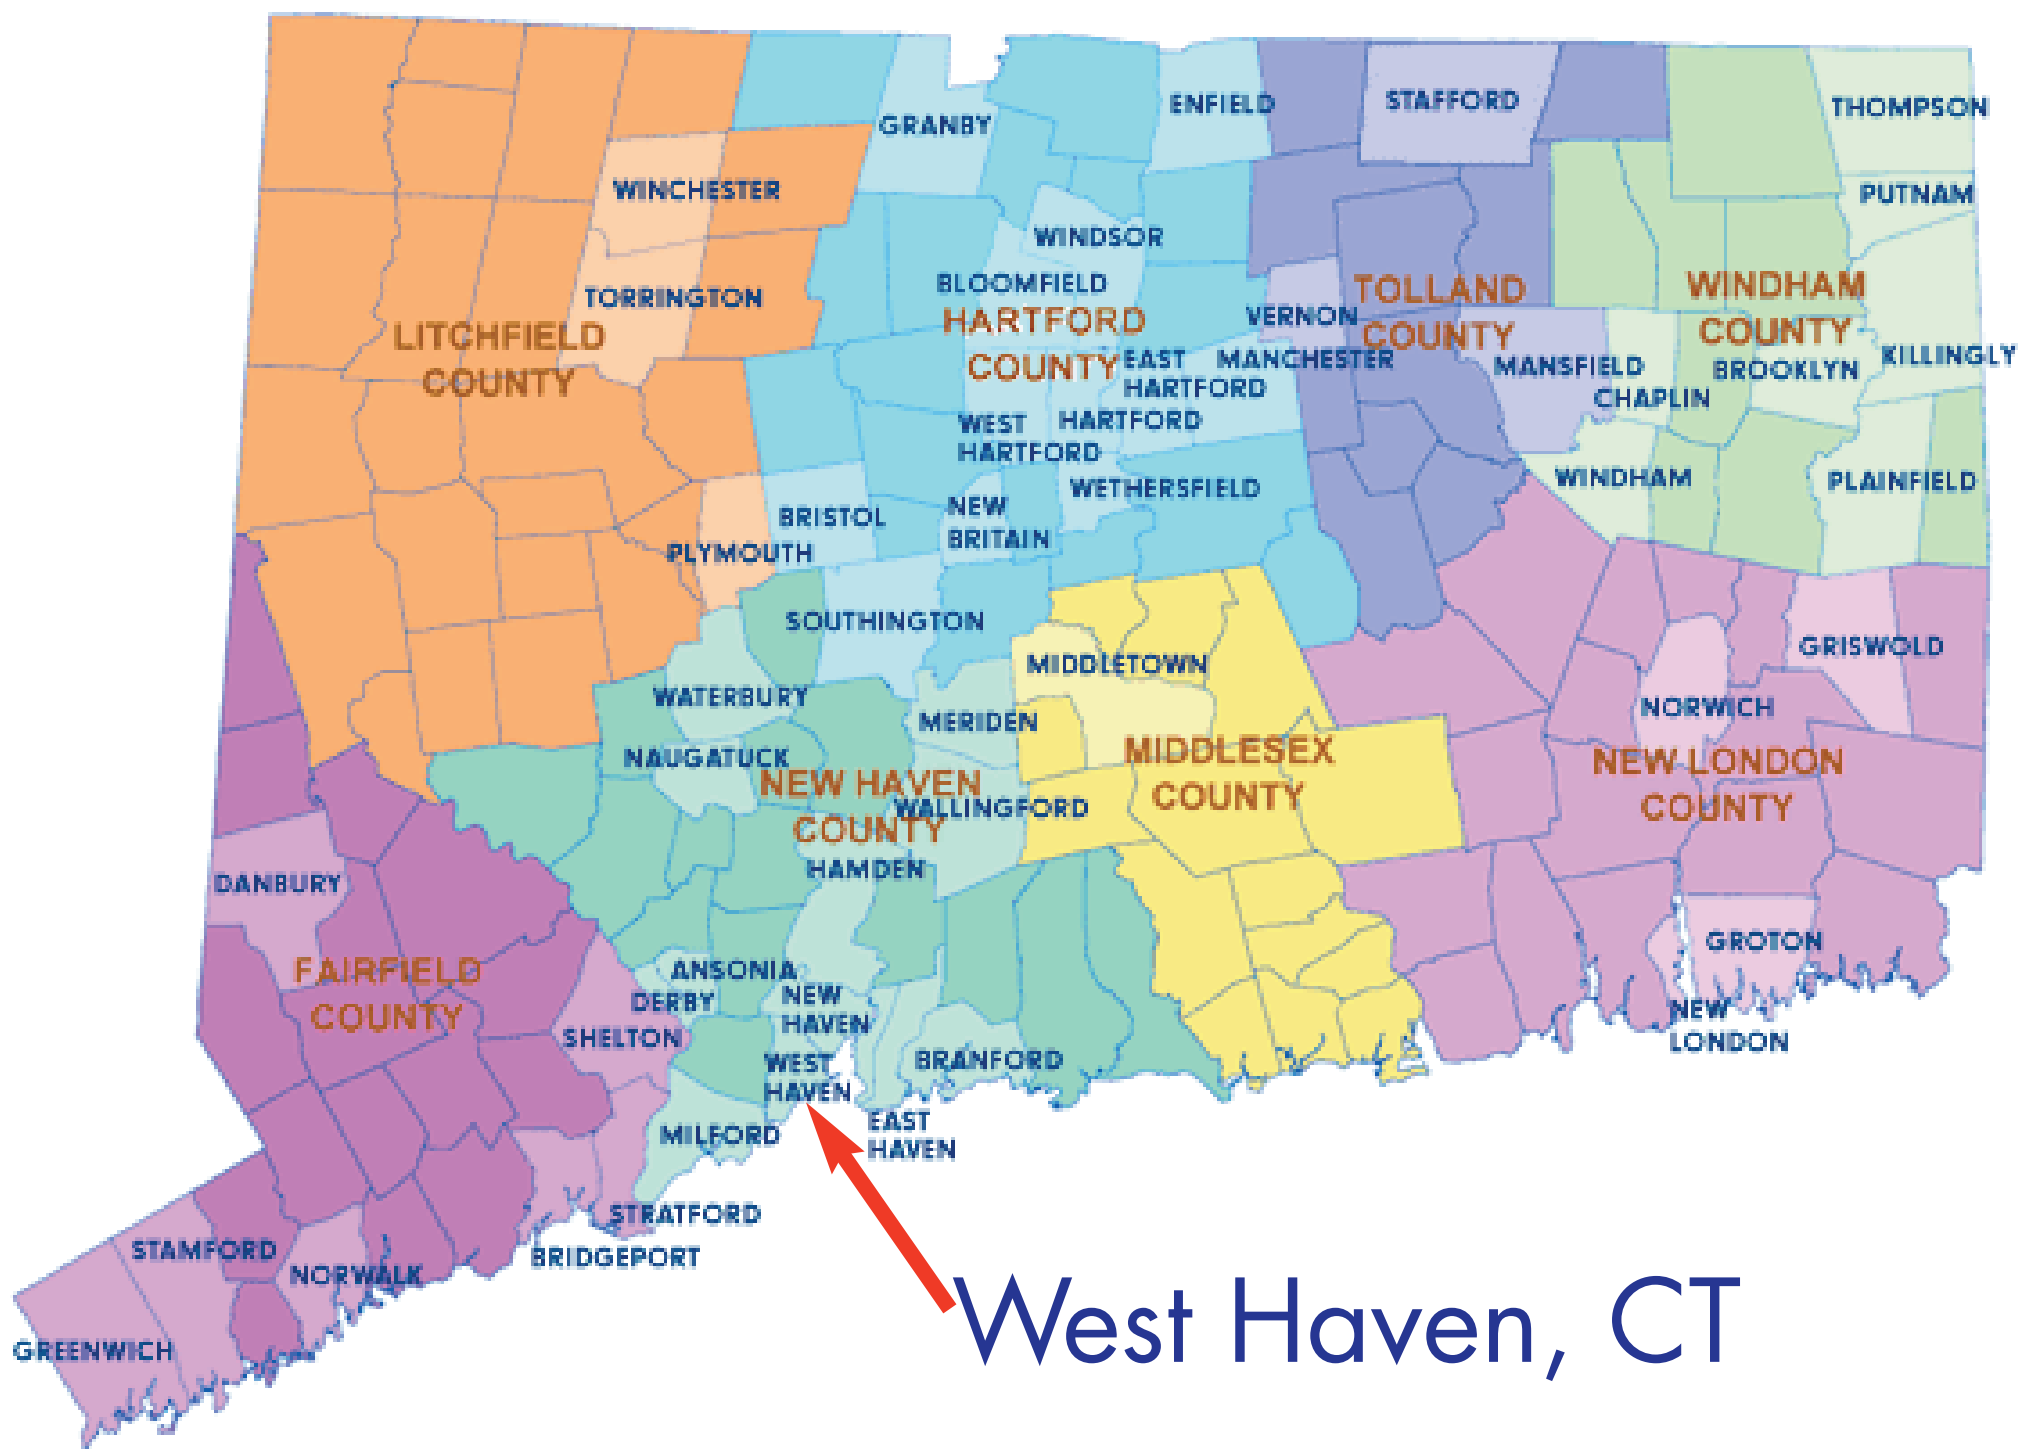 GRANBY
ENFIELD
STAFFORD
THOMPSON
WINCHESTER
PUTNAM
WINDSOR
TORRINGTON
BLOOMFIELD
HARTFORD
COUNTY
VERNON
TOLLAND
COUNTY
WINDHAM
COUNTY
LITCHFIELD
COUNTY
EAST
HARTFORD
MANCHESTER
MANSFIELD
BROOKLYN
KILLINGLY
CHAPLIN
WEST
HARTFORD
HARTFORD
WETHERSFIELD
WINDHAM
PLAINFIELD
BRISTOL
NEW
BRITAIN
PLYMOUTH
SOUTHINGTON
MIDDLETOWN
GRISWOLD
WATERBURY
MERIDEN
NORWICH
NAUGATUCK
NEW HAVEN
COUNTY
WALLINGFORD
MIDDLESEX
COUNTY
NEW LONDON
COUNTY
HAMDEN
DANBURY
FAIRFIELD
COUNTY
ANSONIA
DERBY
NEW
HAVEN
GROTON
SHELTON
WEST
HAVEN
BRANFORD
NEW
LONDON
MILFORD
EAST
HAVEN
STRATFORD
BRIDGEPORT
STAMFORD
NORWALK
GREENWICH
West Haven, CT